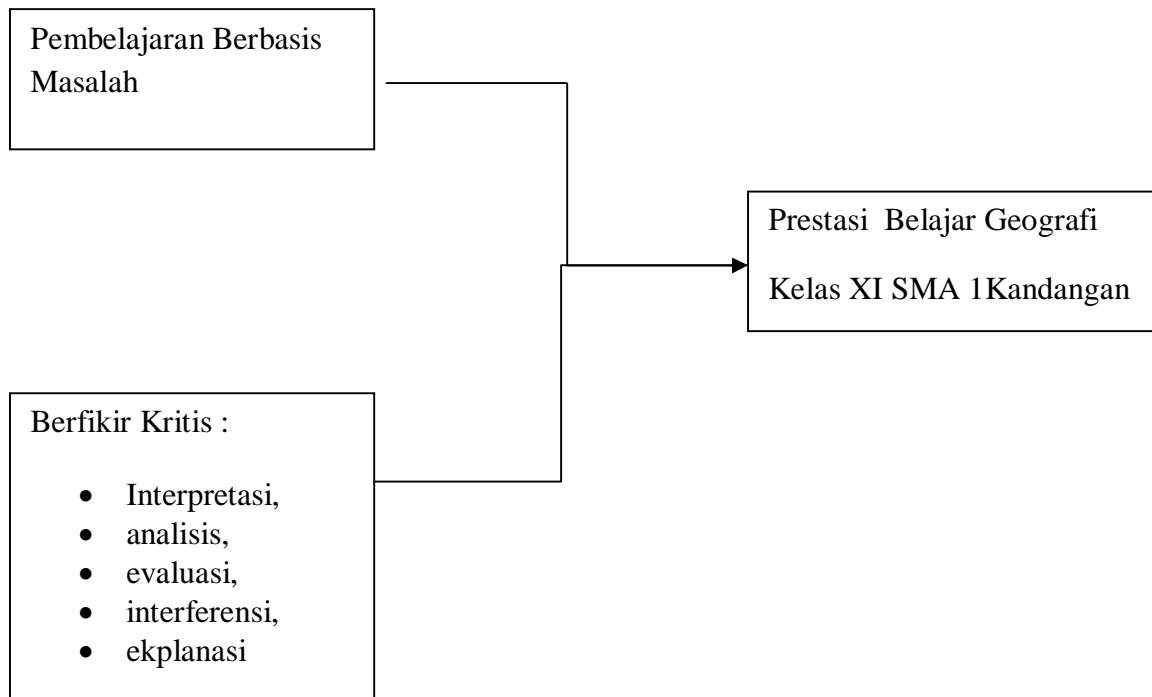 Pembelajaran Berbasis
Masalah
Prestasi  Belajar Geografi
Kelas XI SMA 1Kandangan
Berfikir Kritis :
• Interpretasi,
• analisis,
• evaluasi,
• interferensi,
• ekplanasi